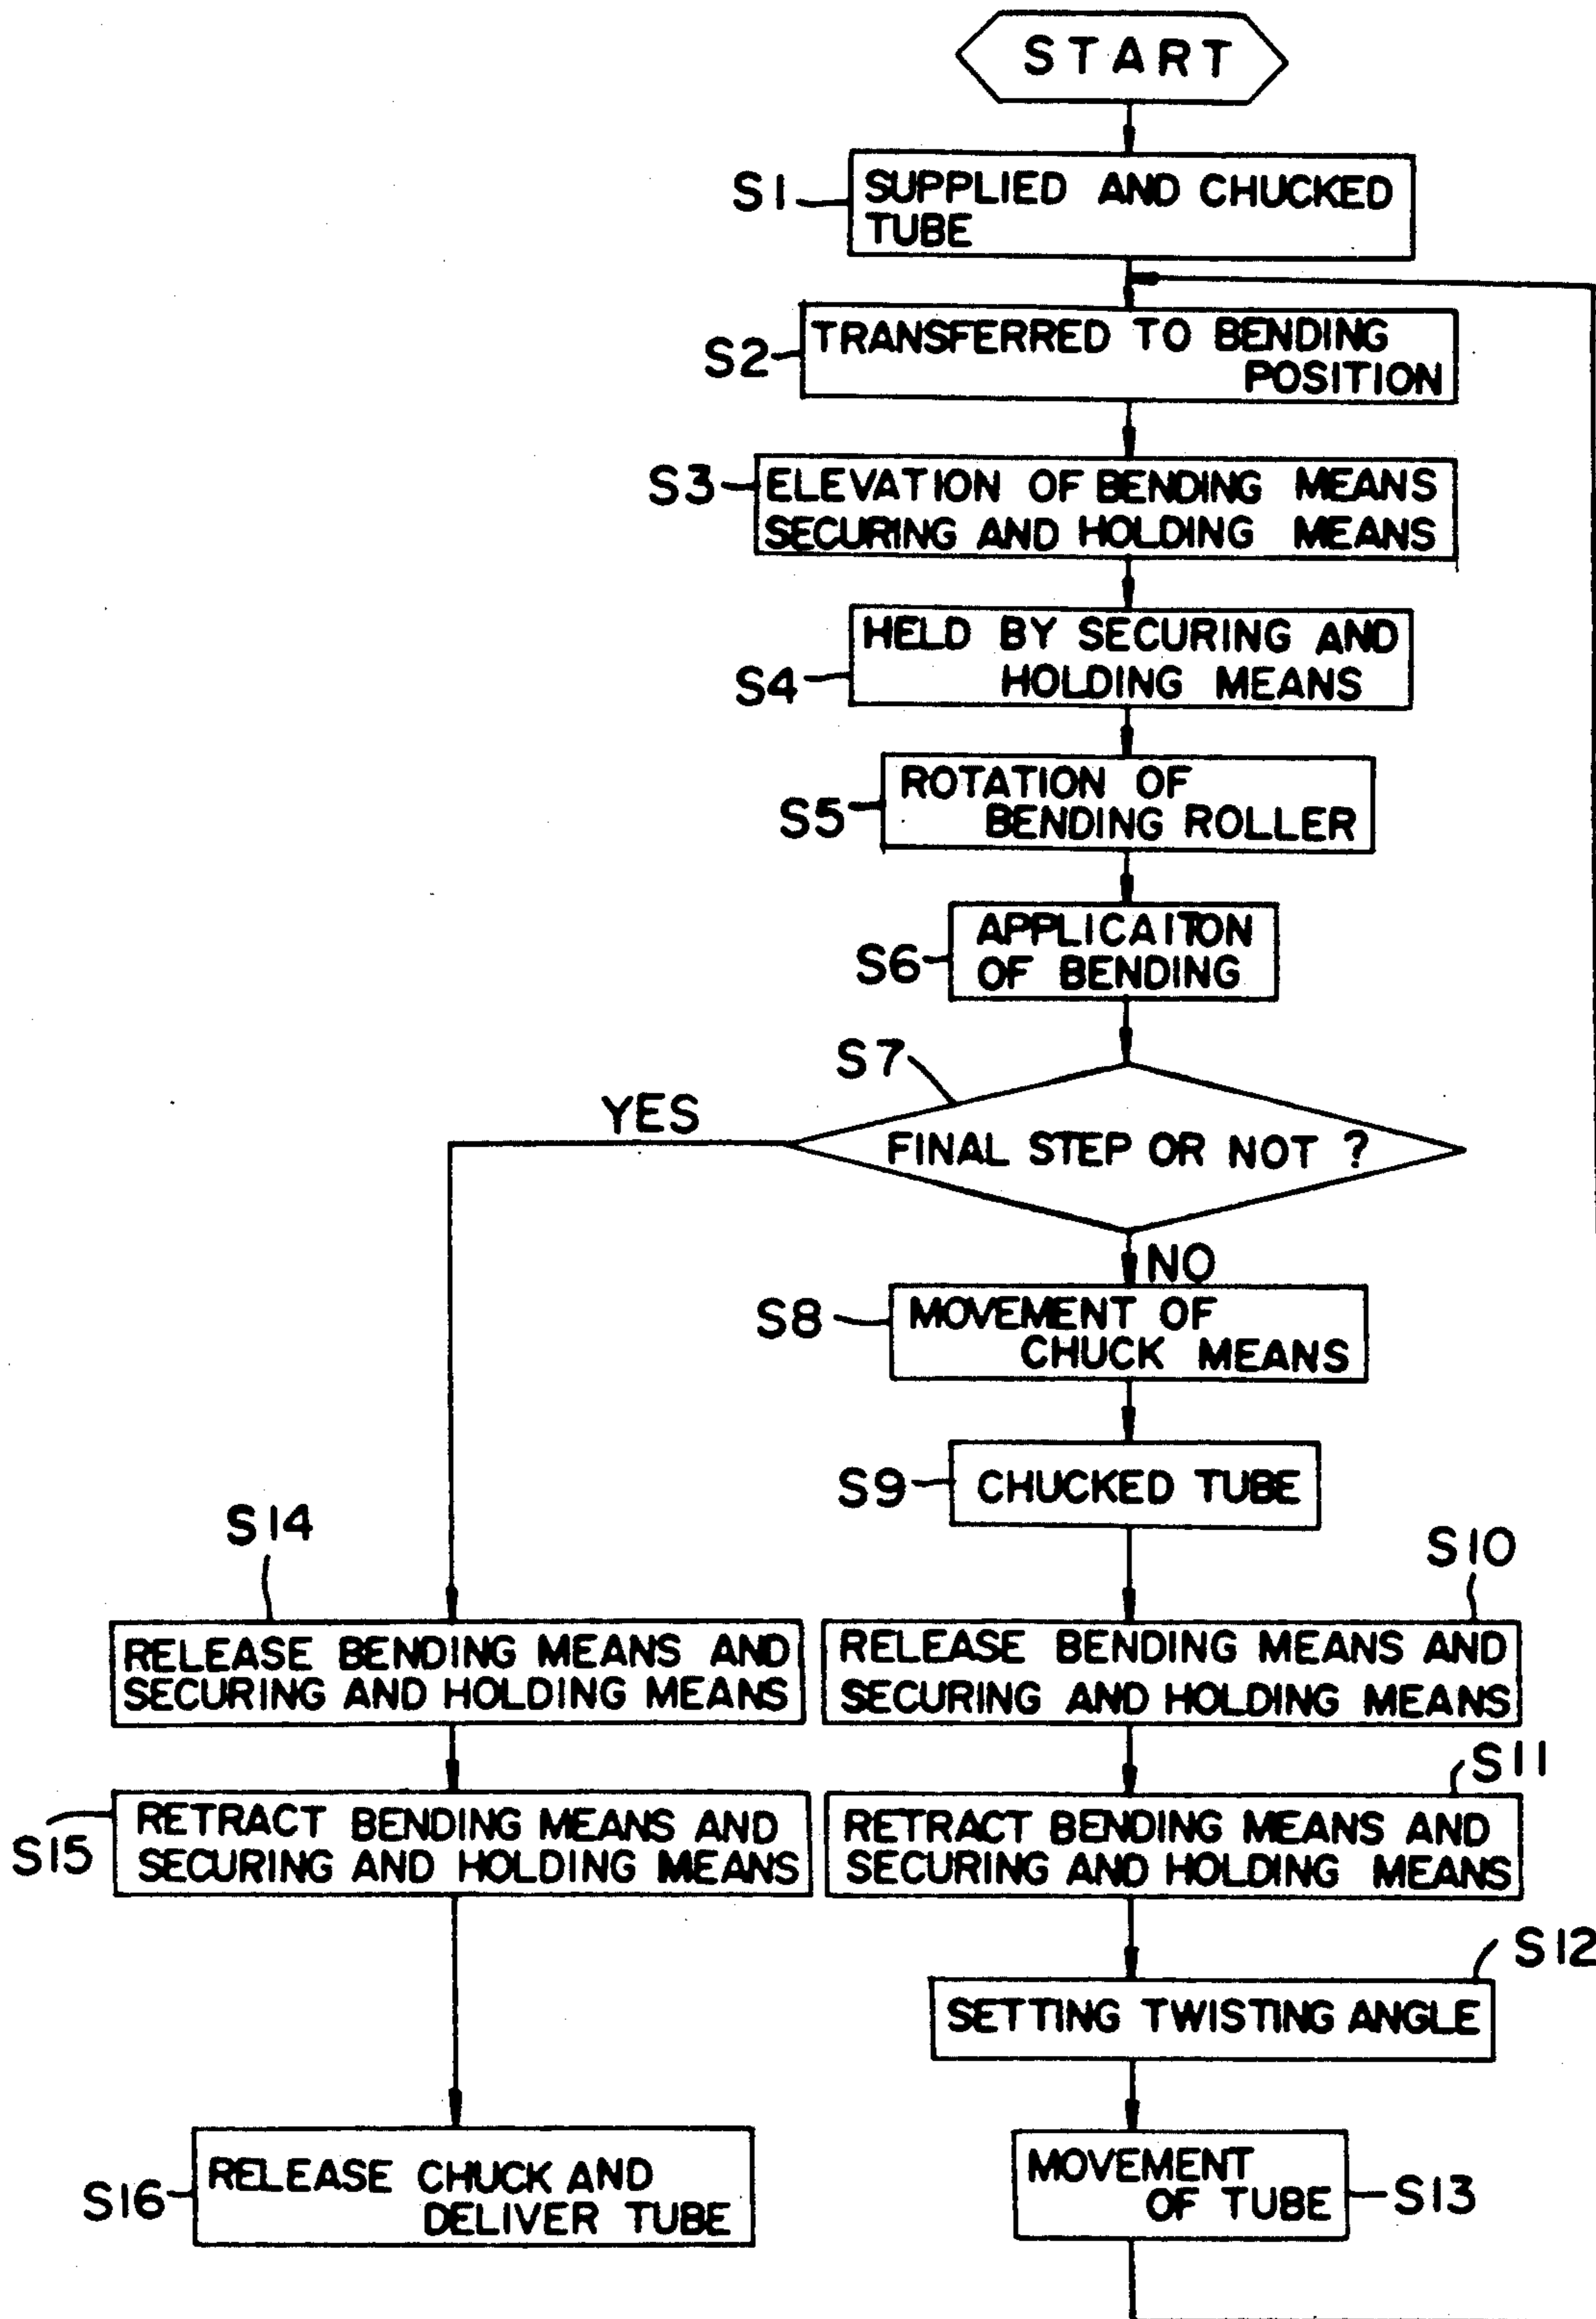 START
S1
SUPPLIED AND CHUCKED
TUBE
S2
TRANSFERRED TO BENDING
POSITION
S3
ELEVATION OF BENDING MEANS
SECURING AND HOLDING MEANS
S4
HELD BY SECURING AND
HOLDING MEANS
S5
ROTATION OF
BENDING ROLLER
S6
APPLICAITON
OF BENDING
S7
YES
FINAL STEP OR NOT ?
NO
S8
MOVEMENT OF
CHUCK MEANS
S9
CHUCKED TUBE
S14
RELEASE BENDING MEANS AND
SECURING AND HOLDING MEANS
S10
RELEASE BENDING MEANS AND
SECURING AND HOLDING MEANS
S15
RETRACT BENDING MEANS AND
SECURING AND HOLDING MEANS
S11
RETRACT BENDING MEANS AND
SECURING AND HOLDING MEANS
S12
SETTING TWISTING ANGLE
S16
RELEASE CHUCK AND
DELIVER TUBE
MOVEMENT
OF TUBE
S13